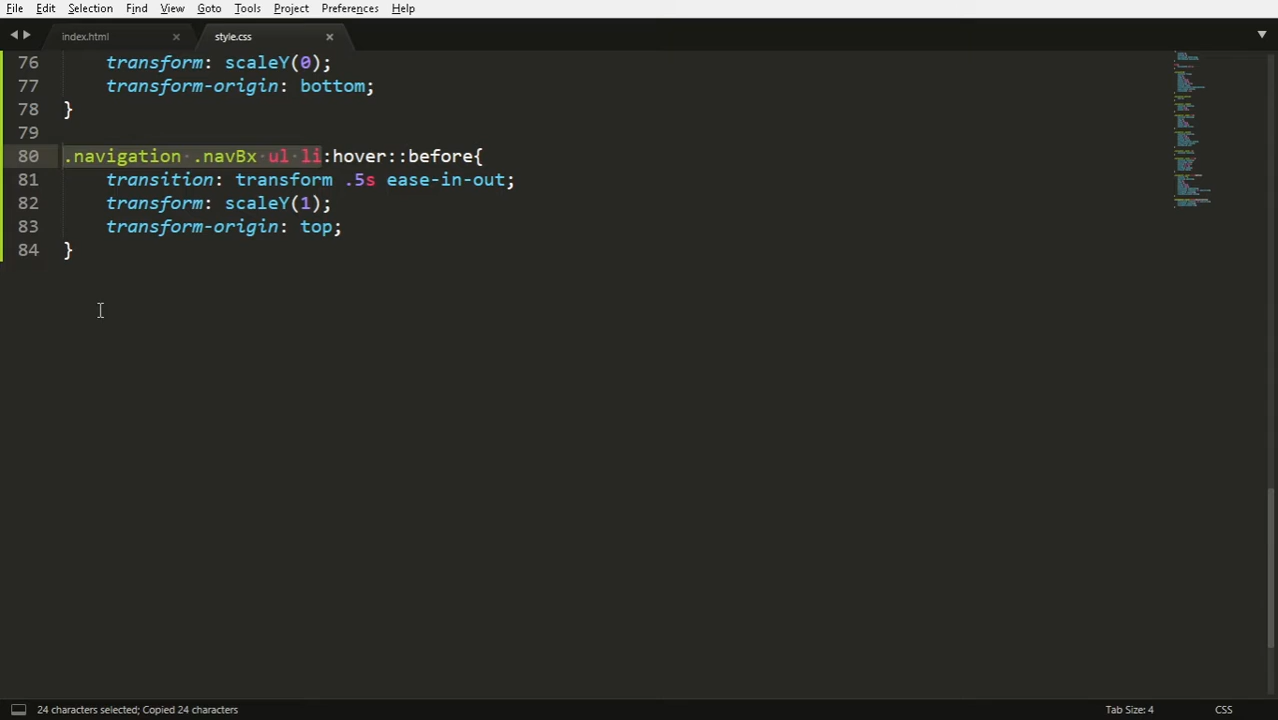 File Edit Selection Find View Goto Tools Project Preferences Help
index.html style.css
76 transform: scaleY(0);
77 transform-origin: bottom;
78 }
79
80 .navigation .navBx ul li:hover::before{
81 transition: transform .5s ease-in-out;
82 transform: scaleY(1);
83 transform-origin: top;
84 }
24 characters selected; Copied 24 characters Tab Size: 4 CSS